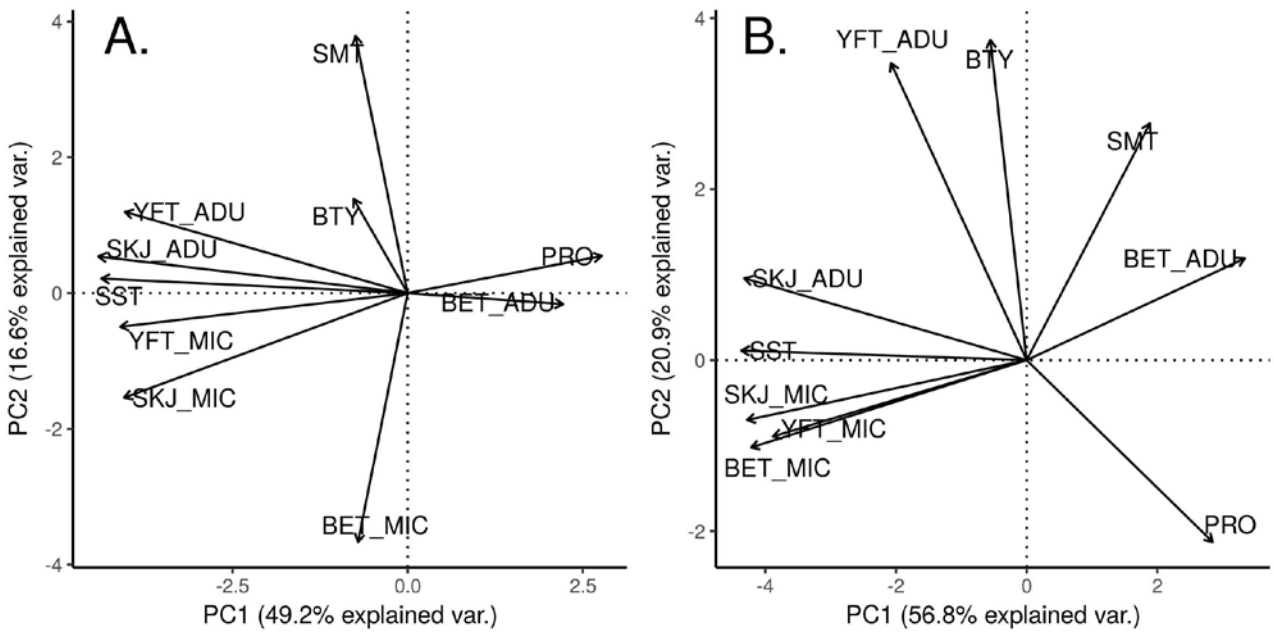 A.
4
2
0
-2
-4
SMT
YFT_ADU
BTY
SKJ_ADU
PRO
SST
BET_ADU
YFT_MIC
SKJ_MIC
BET_MIC
-2.5
0.0
2.5
PC1 (49.2% explained var.)
PC2 (16.6% explained var.)
B.
4
2
0
-2
YFT_ADU
BTY
SMT
BET_ADU
SKJ_ADU
SST
SKJ_MIC
YFT_MIC
BET_MIC
PRO
-4
-2
0
2
PC1 (56.8% explained var.)
PC2 (20.9% explained var.)